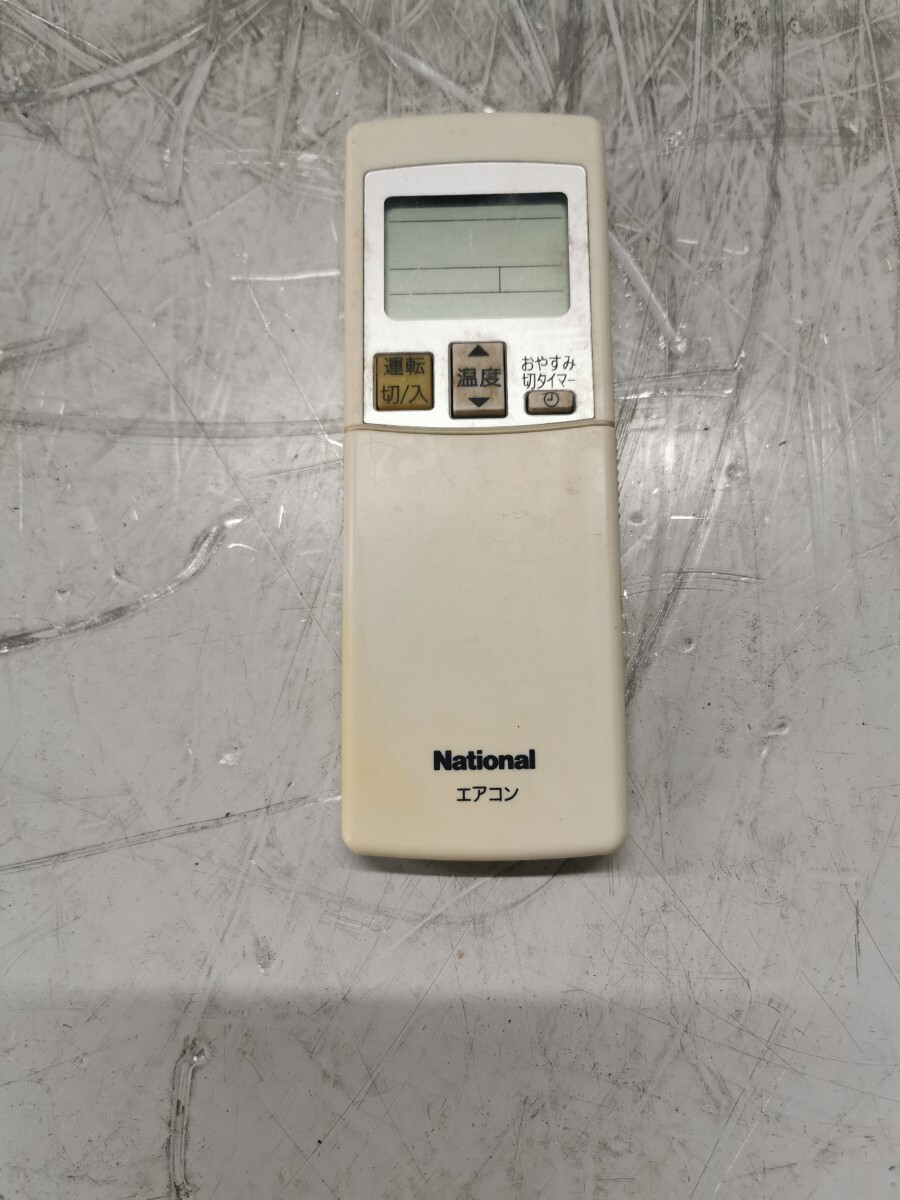 運転
切/入
温度
おやすみ
切タイマー
National
エアコン